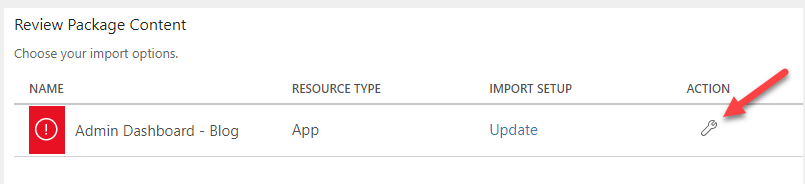 Review Package Content
Choose your import options.
NAME RESOURCE TYPE IMPORT SETUP ACTION
Admin Dashboard - Blog App Update